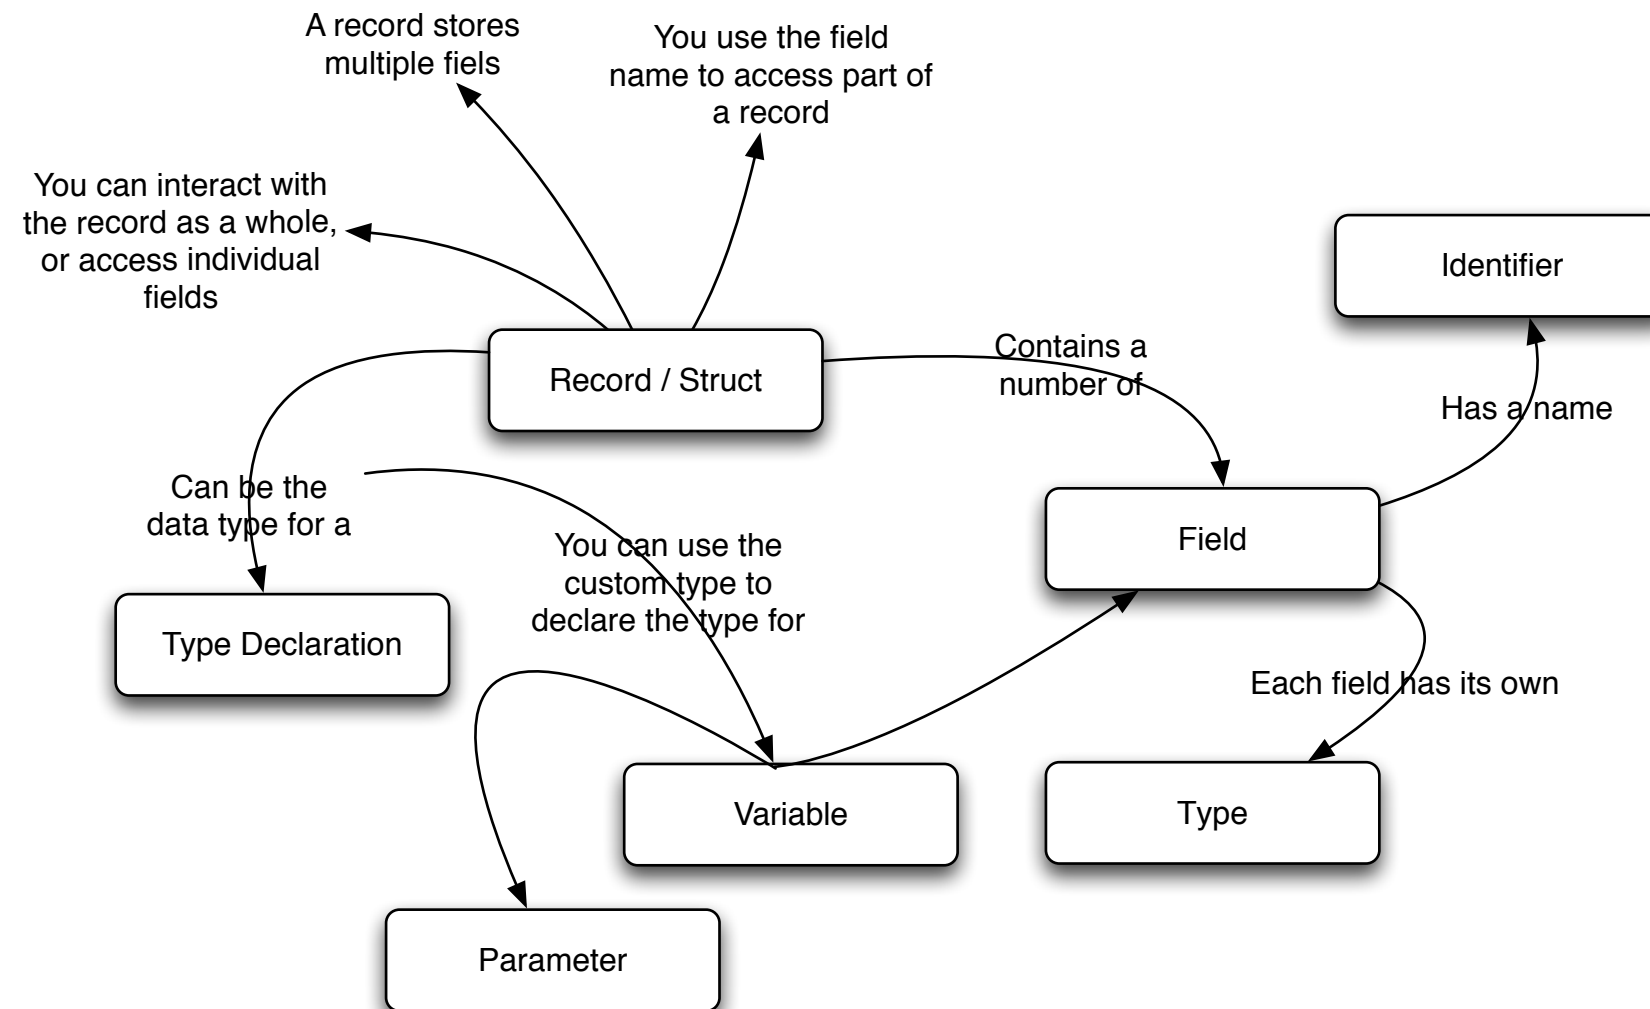 A record stores
multiple fiels
You use the field
name to access part of
a record
You can interact with
the record as a whole,
or access individual
fields
Identifier
Record / Struct
Contains a
number of
Has a name
Can be the
data type for a
Field
You can use the
custom type to
declare the type for
Type Declaration
Each field has its own
Variable
Type
Parameter